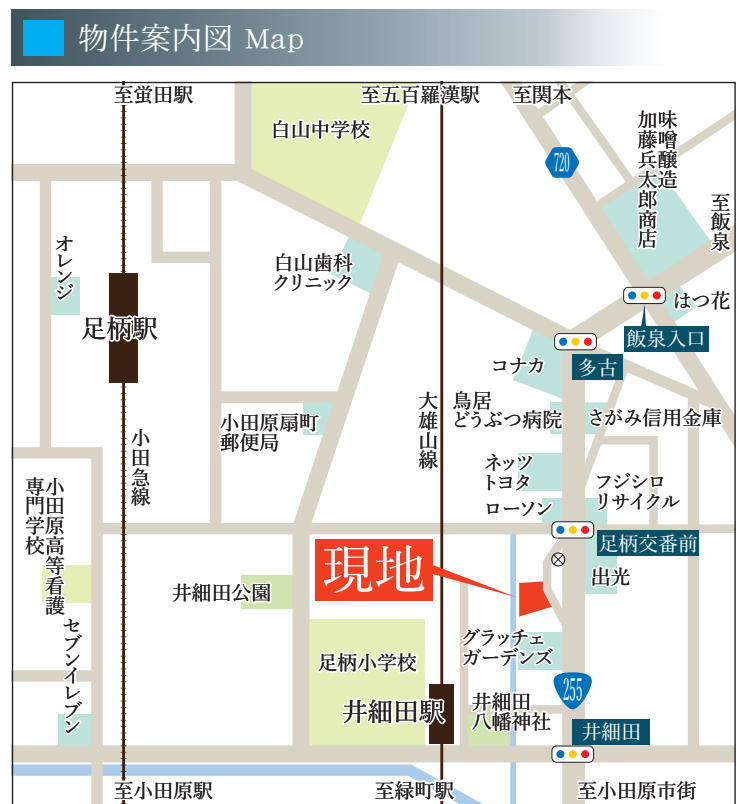 物件案内図 Map
至蛍田駅
至五百羅漢駅
至関本
白山中学校
味噌醸造
加藤兵太郎商店
720
至飯泉
オレンジ
白山歯科
クリニック
はつ花
足柄駅
飯泉入口
多古
コナカ
大雄山線
鳥居
どうぶつ病院
さがみ信用金庫
小田原扇町
郵便局
小田急線
ネッツ
トヨタ
フジシロ
リサイクル
ローソン
小田原高等看護
専門学校
足柄交番前
現地
出光
井細田公園
セブンイレブン
グラッチェ
ガーデンズ
足柄小学校
255
井細田駅
井細田
八幡神社
井細田
至小田原駅
至緑町駅
至小田原市街